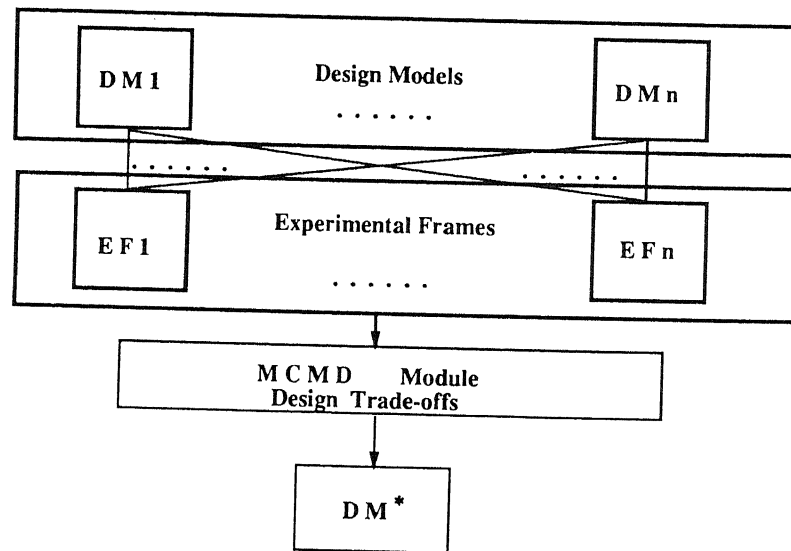 DM1
Design Models
DMn
. . . . . .
. . . . . .
. . . . . .
EF1
Experimental Frames
EFn
. . . . . .
MCMD Module
Design Trade-offs
DM*